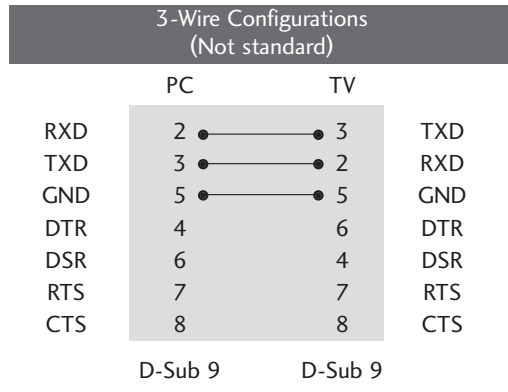 3-Wire Configurations
(Not standard)
PC TV
RXD 2 3 TXD
TXD 3 2 RXD
GND 5 5 GND
DTR 4 6 DTR
DSR 6 4 DSR
RTS 7 7 RTS
CTS 8 8 CTS
D-Sub 9 D-Sub 9